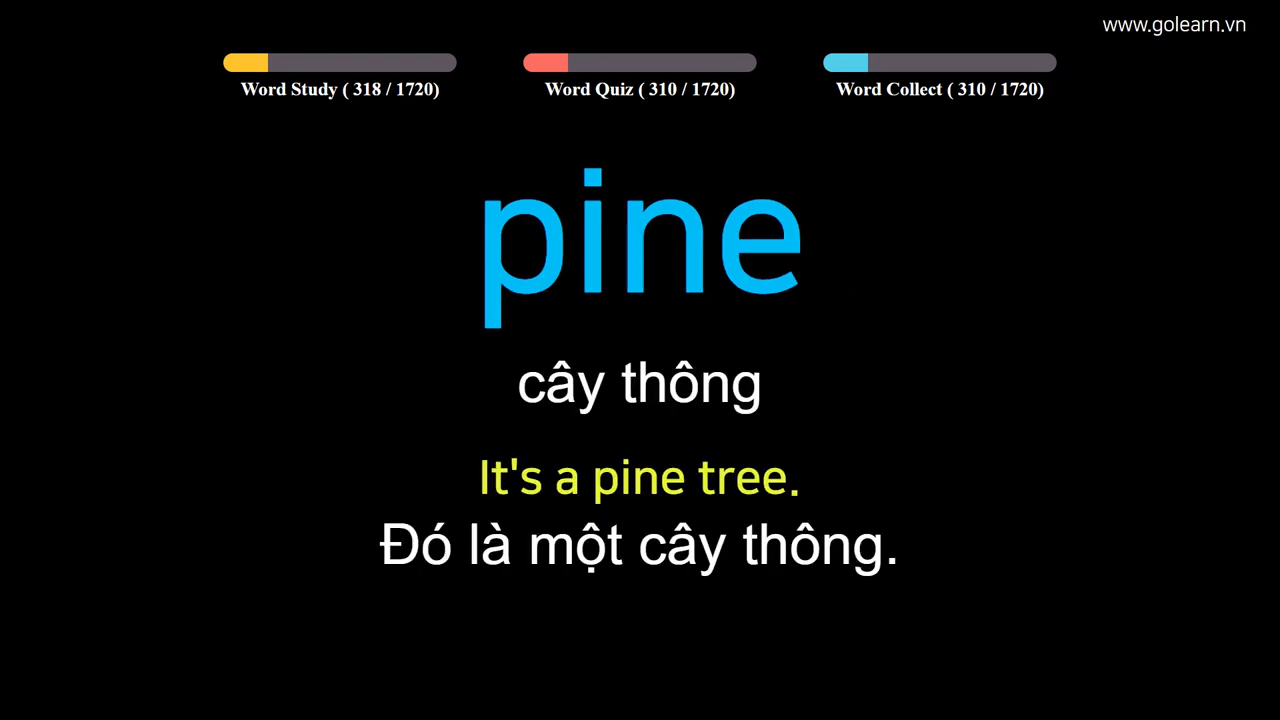 www.golearn.vn
Word Study ( 318 / 1720)
Word Quiz ( 310 / 1720)
Word Collect ( 310 / 1720)
pine
cây thông
It's a pine tree.
Đó là một cây thông.